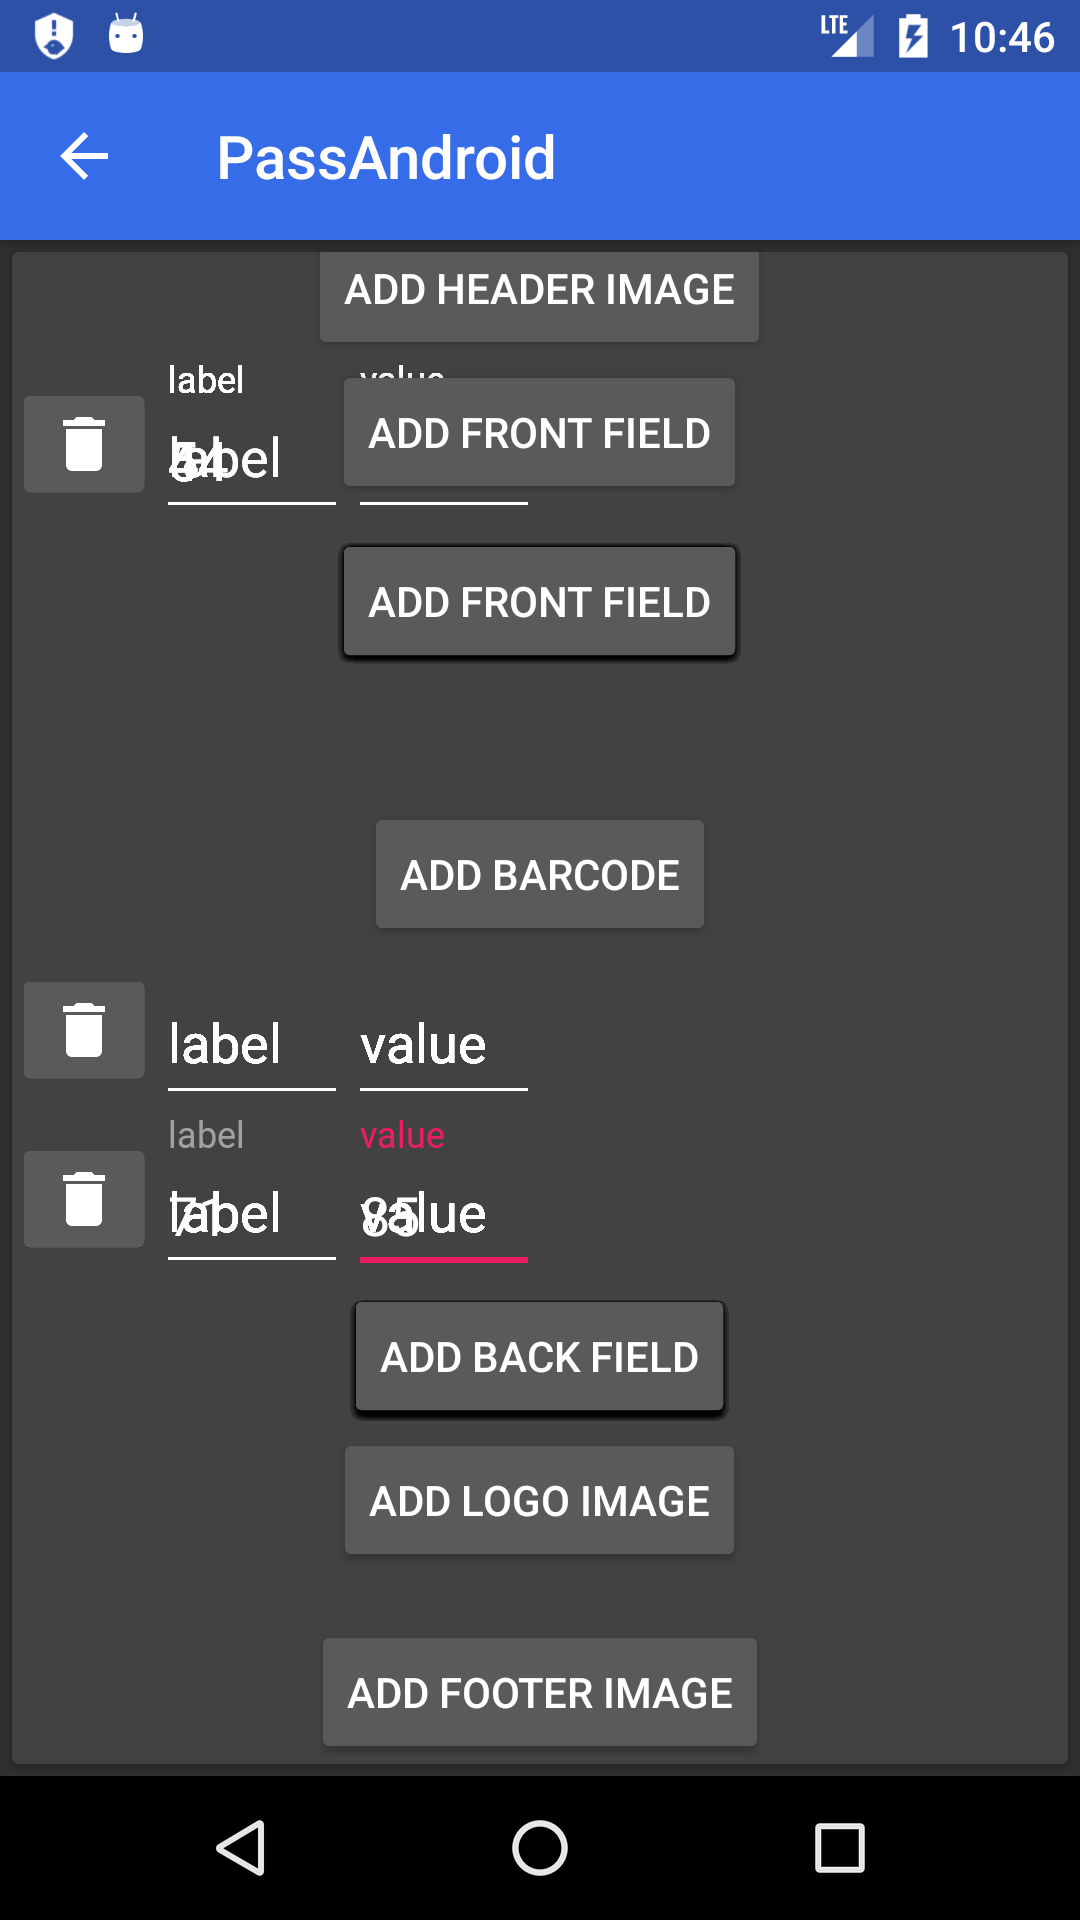 LTE 10:46
PassAndroid
ADD HEADER IMAGE
label value
label
ADD FRONT FIELD
ADD FRONT FIELD
ADD BARCODE
label value
label value
label value
71 85
ADD BACK FIELD
ADD LOGO IMAGE
ADD FOOTER IMAGE